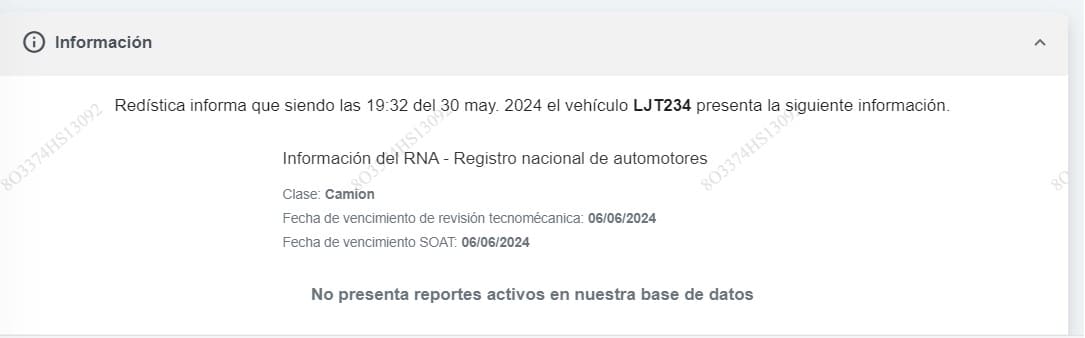 Información
Redística informa que siendo las 19:32 del 30 may. 2024 el vehículo LJT234 presenta la siguiente información.
8O3374HS13092
8O3374HS13092
8O3374HS13092
8O
Información del RNA - Registro nacional de automotores
Clase: Camion
Fecha de vencimiento de revisión tecnomécanica: 06/06/2024
Fecha de vencimiento SOAT: 06/06/2024
No presenta reportes activos en nuestra base de datos